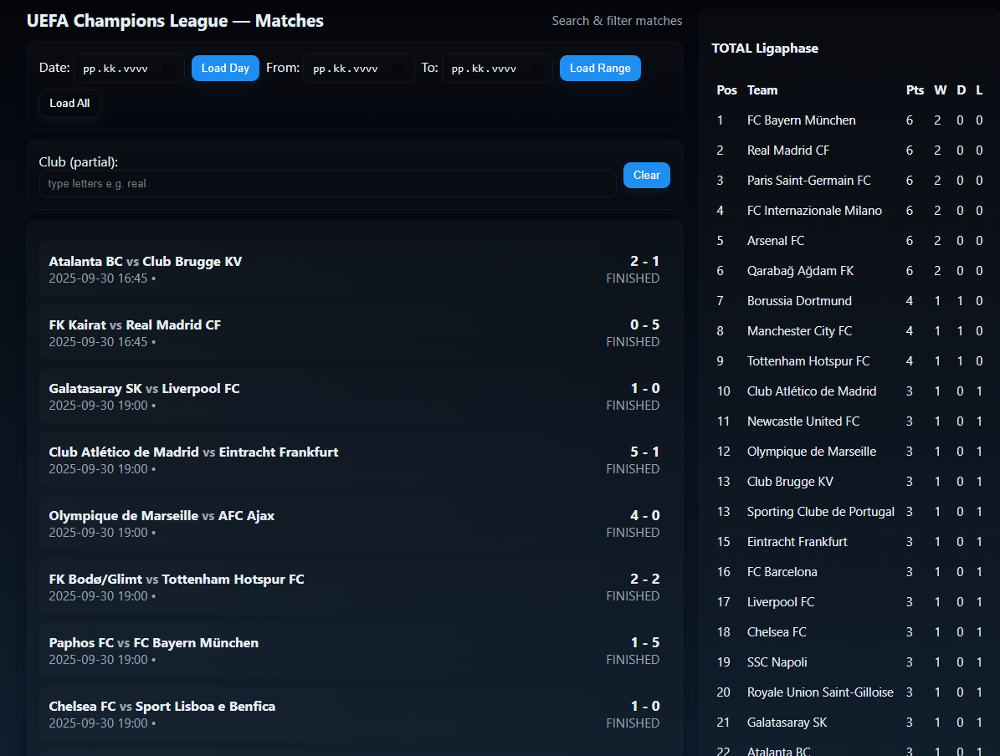 UEFA Champions League — Matches
Search & filter matches
Date: pp.kk.vvvv Load Day From: pp.kk.vvvv To: pp.kk.vvvv Load Range
Load All
Club (partial):
type letters e.g. real
Clear
Atalanta BC vs Club Brugge KV 2 - 1
2025-09-30 16:45 • FINISHED
FK Kairat vs Real Madrid CF 0 - 5
2025-09-30 16:45 • FINISHED
Galatasaray SK vs Liverpool FC 1 - 0
2025-09-30 19:00 • FINISHED
Club Atlético de Madrid vs Eintracht Frankfurt 5 - 1
2025-09-30 19:00 • FINISHED
Olympique de Marseille vs AFC Ajax 4 - 0
2025-09-30 19:00 • FINISHED
FK Bodø/Glimt vs Tottenham Hotspur FC 2 - 2
2025-09-30 19:00 • FINISHED
Paphos FC vs FC Bayern München 1 - 5
2025-09-30 19:00 • FINISHED
Chelsea FC vs Sport Lisboa e Benfica 1 - 0
2025-09-30 19:00 • FINISHED
TOTAL Ligaphase
Pos Team Pts W D L
1 FC Bayern München 6 2 0 0
2 Real Madrid CF 6 2 0 0
3 Paris Saint-Germain FC 6 2 0 0
4 FC Internazionale Milano 6 2 0 0
5 Arsenal FC 6 2 0 0
6 Qarabağ Ağdam FK 6 2 0 0
7 Borussia Dortmund 4 1 1 0
8 Manchester City FC 4 1 1 0
9 Tottenham Hotspur FC 4 1 1 0
10 Club Atlético de Madrid 3 1 0 1
11 Newcastle United FC 3 1 0 1
12 Olympique de Marseille 3 1 0 1
13 Club Brugge KV 3 1 0 1
13 Sporting Clube de Portugal 3 1 0 1
15 Eintracht Frankfurt 3 1 0 1
16 FC Barcelona 3 1 0 1
17 Liverpool FC 3 1 0 1
18 Chelsea FC 3 1 0 1
19 SSC Napoli 3 1 0 1
20 Royale Union Saint-Gilloise 3 1 0 1
21 Galatasaray SK 3 1 0 1
22 Atalanta BC 3 1 0 1